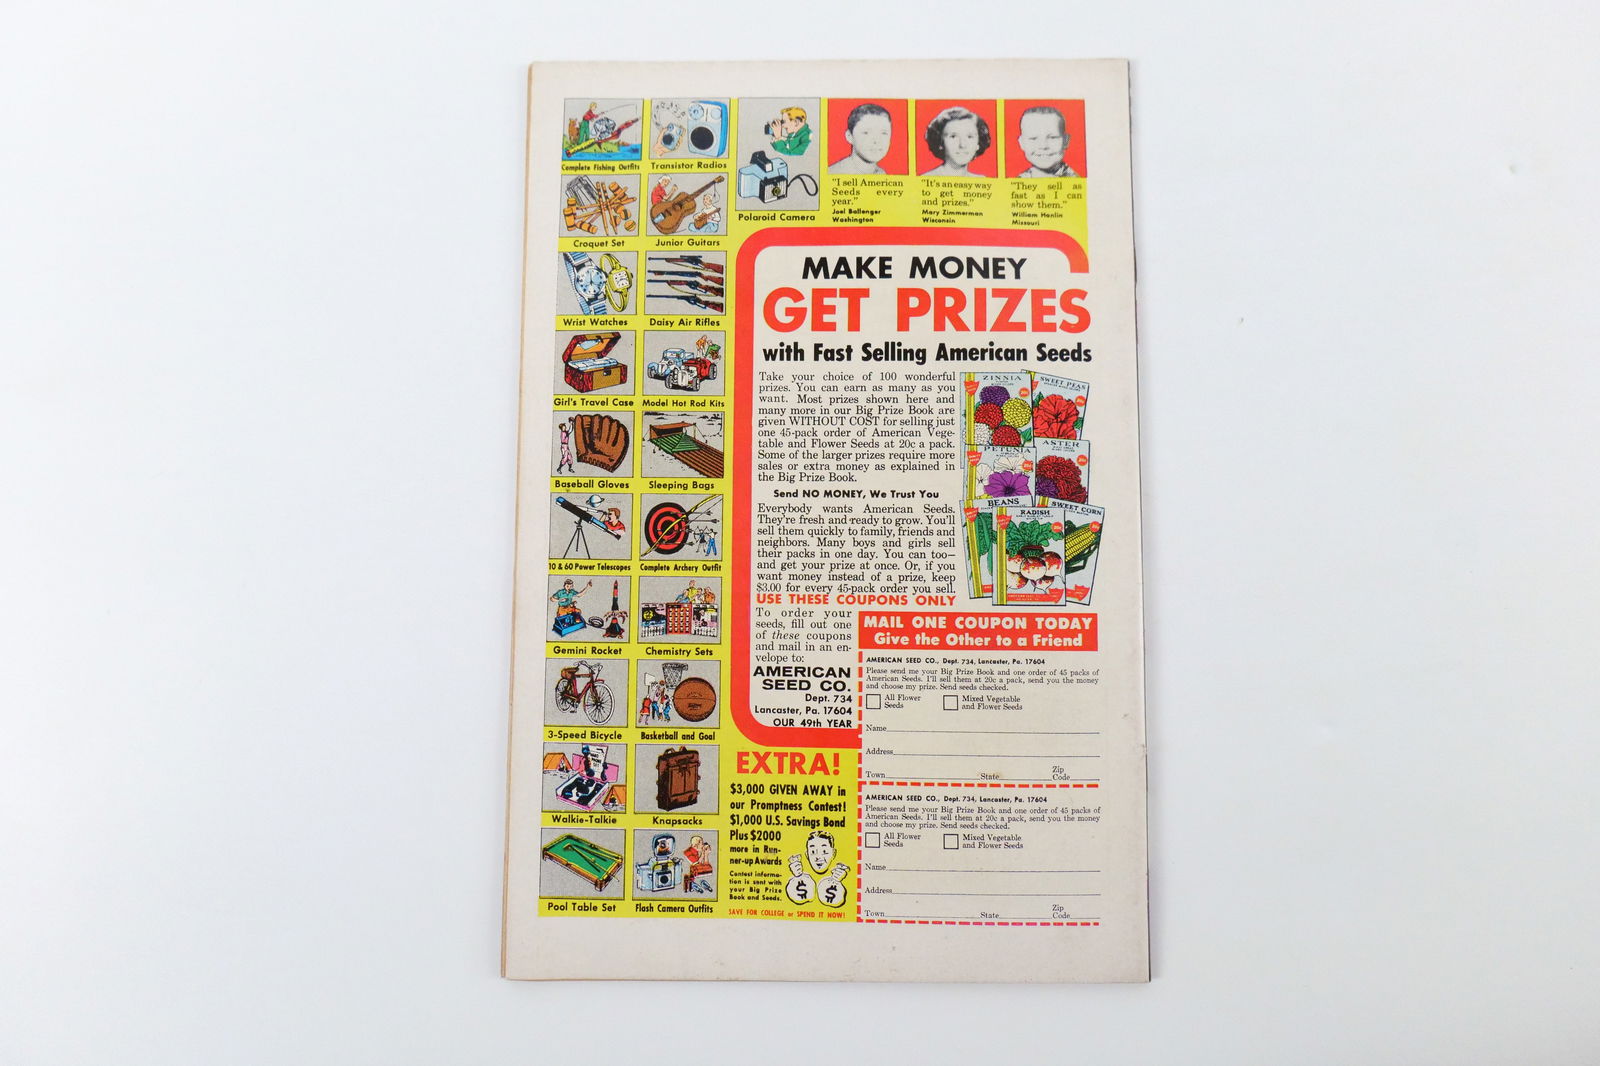 Complete Fishing Outfits
Transistor Radios
Croquet Set
Junior Guitars
Wrist Watches
Daisy Air Rifles
Girl's Travel Case
Model Hot Rod Kits
Baseball Gloves
Sleeping Bags
10 & 60 Power Telescopes
Complete Archery Outfit
Gemini Rocket
Chemistry Sets
3-Speed Bicycle
Basketball and Goal
Walkie-Talkie
Knapsacks
Pool Table Set
Flash Camera Outfits
Polaroid Camera
"I sell American
Seeds every
year."
Joel Ballenger
Washington
"It's an easy way
to get money
and prizes."
Mary Zimmerman
Wisconsin
"They sell as
fast as I can
show them."
William Hanlin
Missouri
MAKE MONEY
GET PRIZES
with Fast Selling American Seeds
Take your choice of 100 wonderful
prizes. You can earn as many as you
want. Most prizes shown here and
many more in our Big Prize Book are
given WITHOUT COST for selling just
one 45-pack order of American Vege-
table and Flower Seeds at 20c a pack.
Some of the larger prizes require more
sales or extra money as explained in
the Big Prize Book.
Send NO MONEY, We Trust You
Everybody wants American Seeds.
They're fresh and ready to grow. You'll
sell them quickly to family, friends and
neighbors. Many boys and girls sell
their packs in one day. You can too—
and get your prize at once. Or, if you
want money instead of a prize, keep
$3.00 for every 45-pack order you sell.
USE THESE COUPONS ONLY
To order your
seeds, fill out one
of these coupons
and mail in an en-
velope to:
AMERICAN
SEED CO.
Dept. 734
Lancaster, Pa. 17604
OUR 49th YEAR
ZINNIA
SWEET PEAS
PETUNIA
ASTER
BEANS
RADISH
SWEET CORN
MAIL ONE COUPON TODAY
Give the Other to a Friend
AMERICAN SEED CO., Dept. 734, Lancaster, Pa. 17604
Please send me your Big Prize Book and one order of 45 packs of
American Seeds. I'll sell them at 20c a pack, send you the money
and choose my prize. Send seeds checked.
All Flower
Seeds
Mixed Vegetable
and Flower Seeds
Name
Address
Town State Zip
Code
AMERICAN SEED CO., Dept. 734, Lancaster, Pa. 17604
Please send me your Big Prize Book and one order of 45 packs of
American Seeds. I'll sell them at 20c a pack, send you the money
and choose my prize. Send seeds checked.
All Flower
Seeds
Mixed Vegetable
and Flower Seeds
Name
Address
Town State Zip
Code
EXTRA!
$3,000 GIVEN AWAY in
our Promptness Contest!
$1,000 U.S. Savings Bond
Plus $2000
more in Run-
ner-up Awards
Contest informa-
tion is sent with
your Big Prize
Book and Seeds.
$ $
SAVE FOR COLLEGE or SPEND IT NOW!